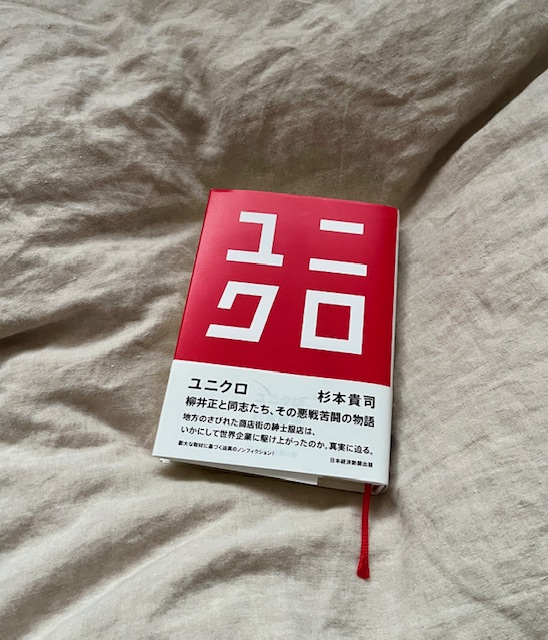 ユニ
クロ
ユニクロ 杉本貴司
柳井正と同志たち、その悪戦苦闘の物語
地方のさびれた商店街の紳士服店は、
いかにして世界企業に駆け上がったのか。真実に迫る。
膨大な取材に基づく迫真のノンフィクション!
日本経済新聞出版